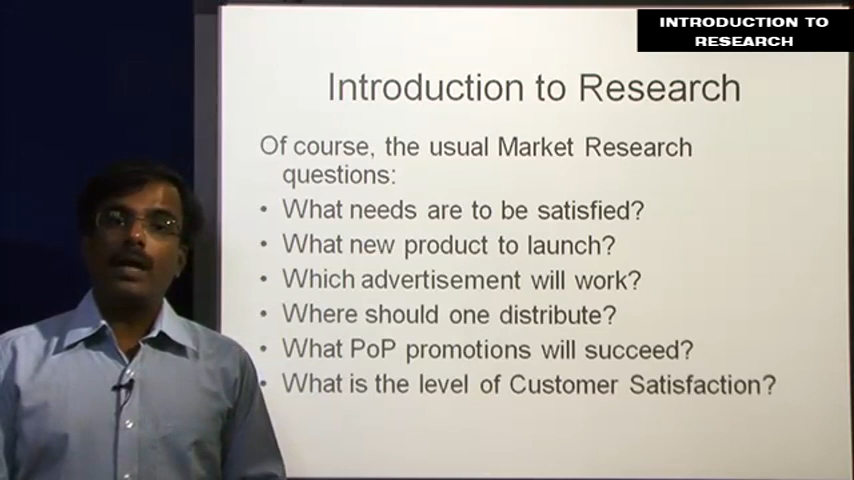 INTRODUCTION TO
RESEARCH
Introduction to Research
Of course, the usual Market Research
questions:
• What needs are to be satisfied?
• What new product to launch?
• Which advertisement will work?
• Where should one distribute?
• What PoP promotions will succeed?
• What is the level of Customer Satisfaction?